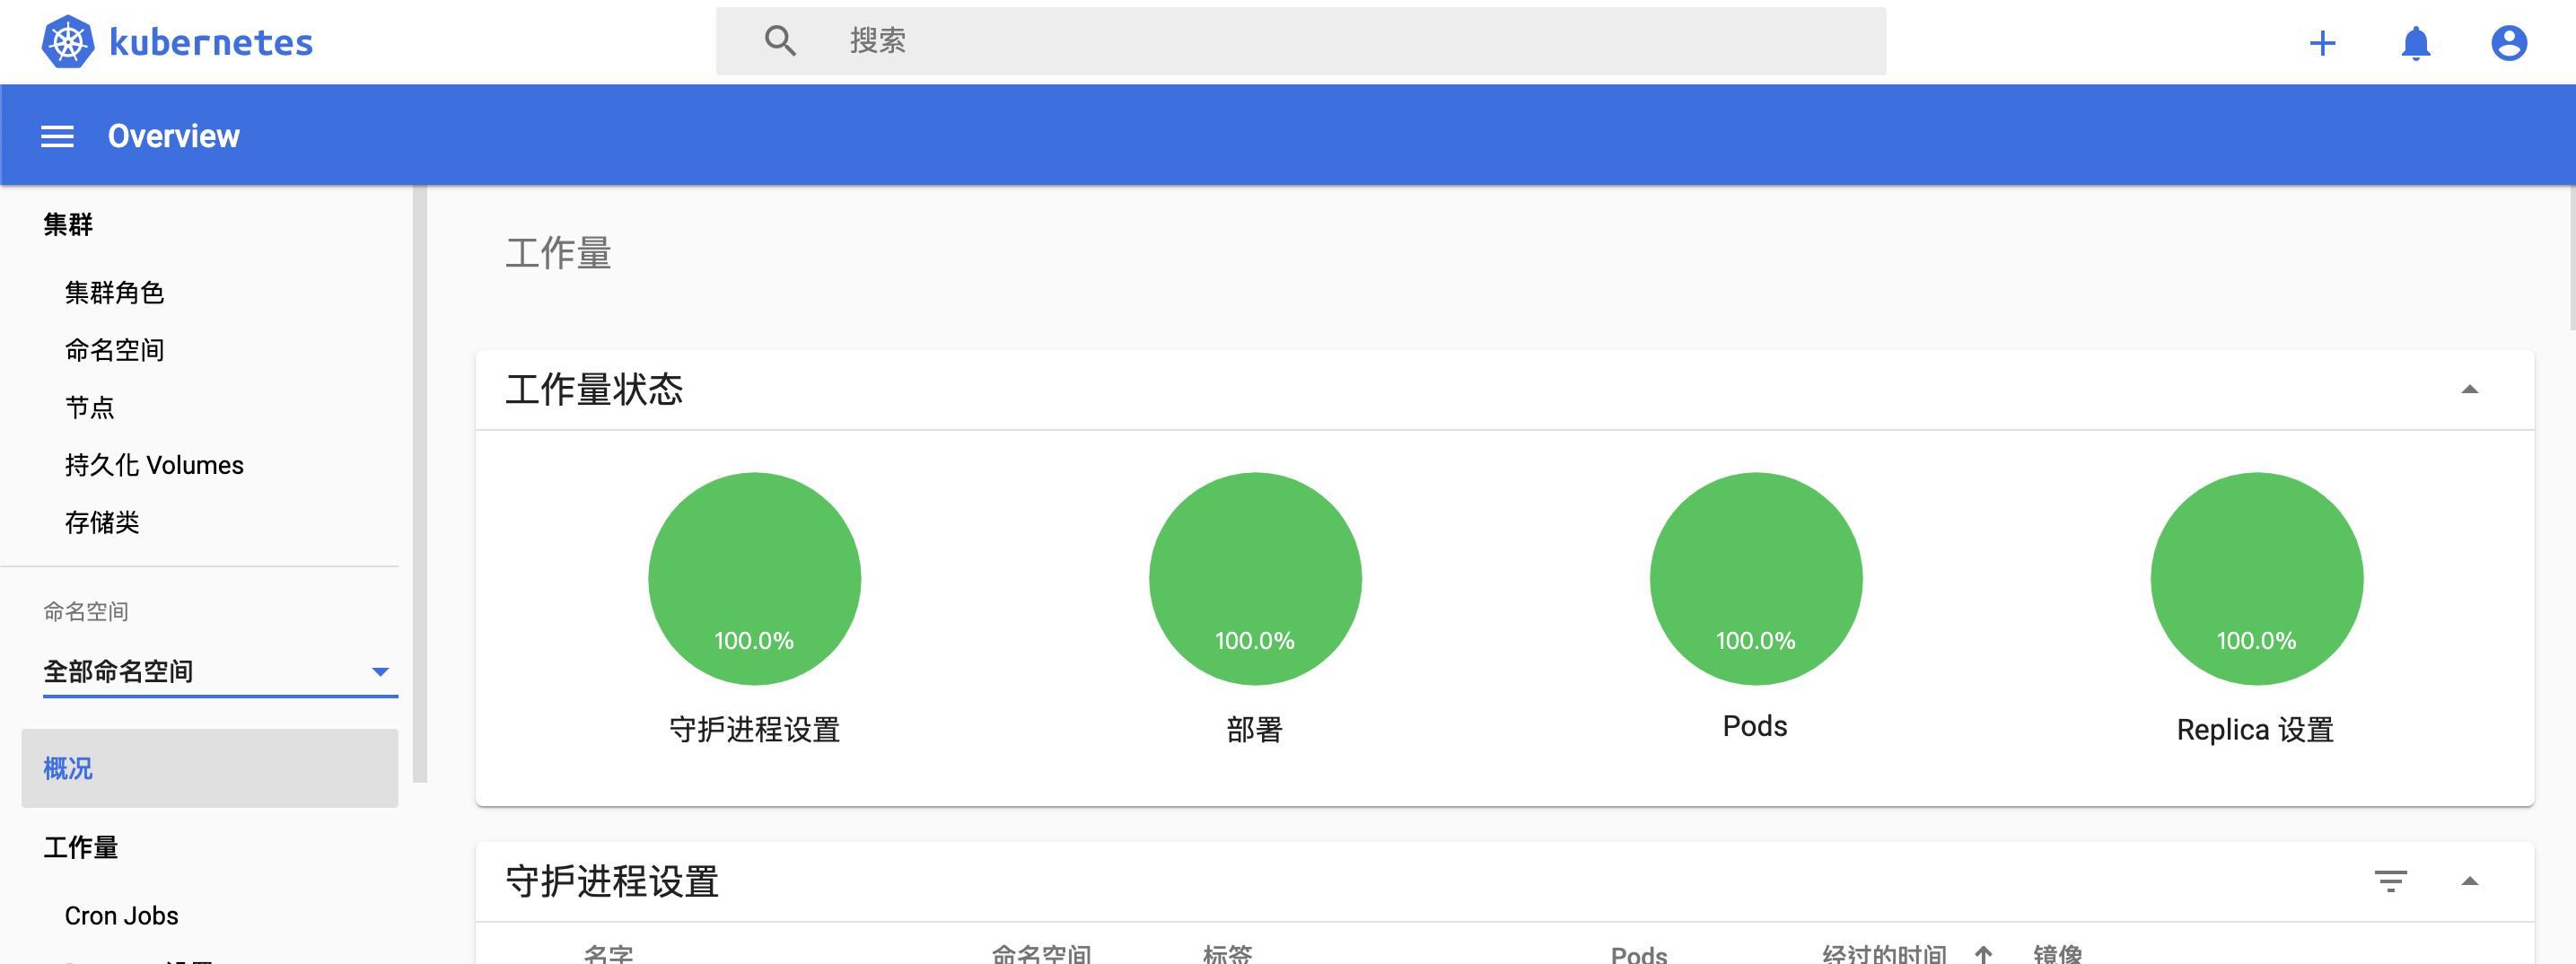 kubernetes
搜索
Overview
集群
集群角色
命名空间
节点
持久化 Volumes
存储类
命名空间
全部命名空间
概况
工作量
Cron Jobs
工作量
工作量状态
100.0% 100.0% 100.0% 100.0%
守护进程设置 部署 Pods Replica 设置
守护进程设置
名字 命名空间 标签 Pods 经过的时间 镜像